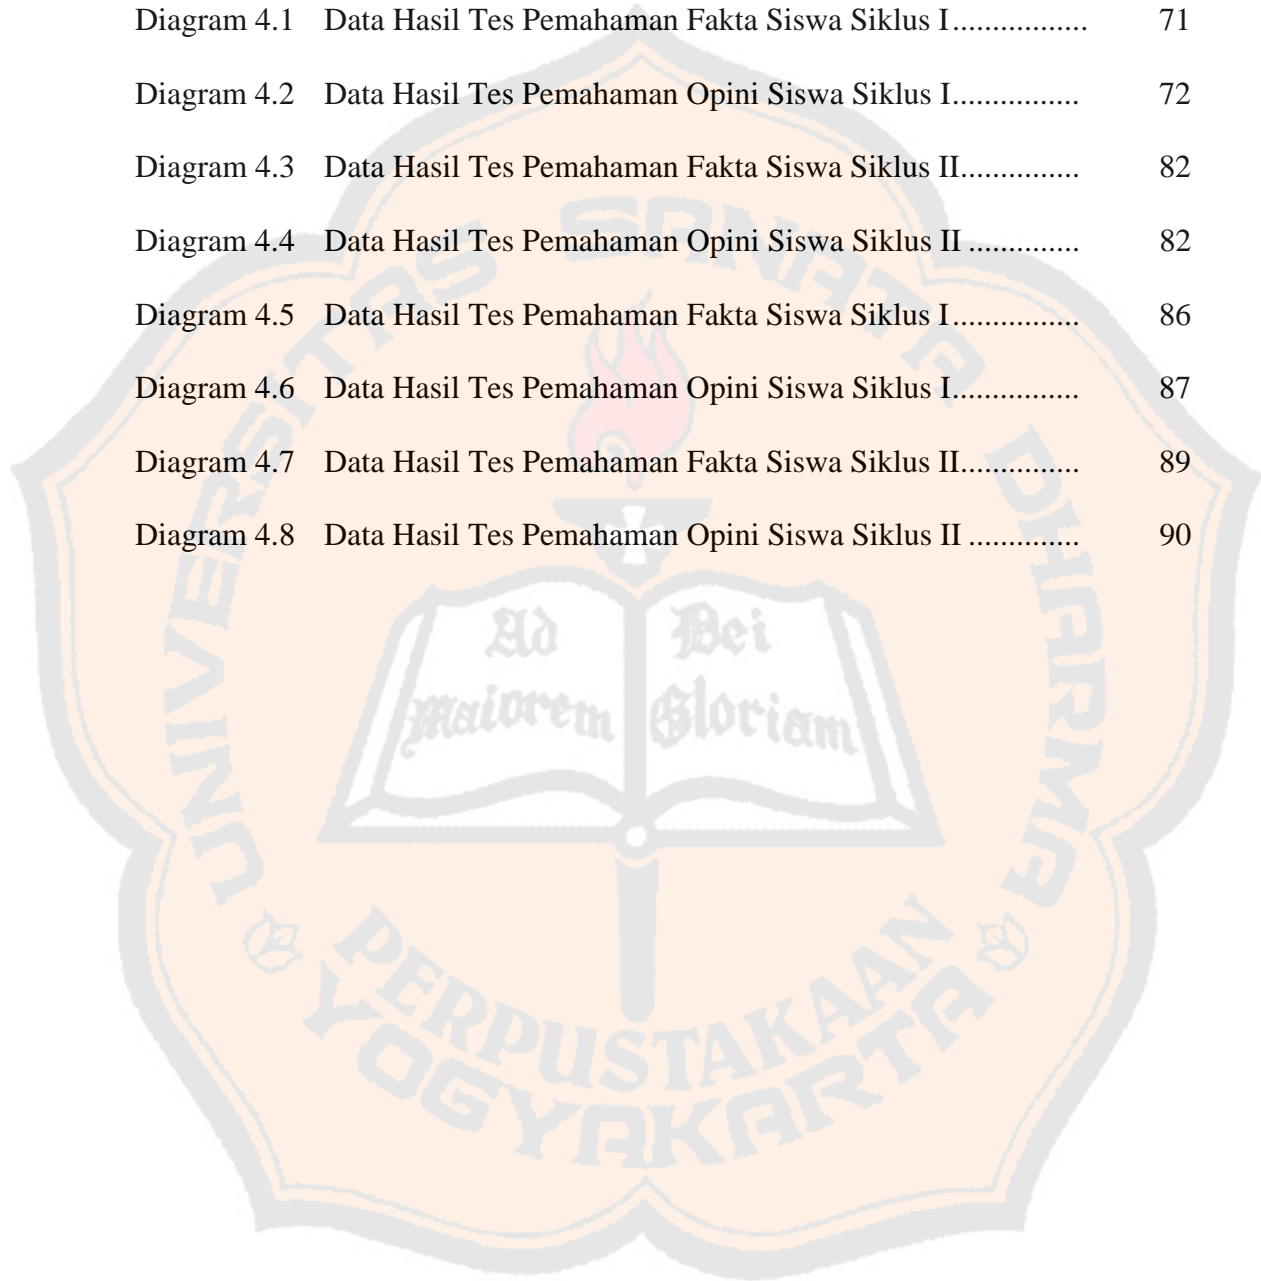 Diagram 4.1 Data Hasil Tes Pemahaman Fakta Siswa Siklus I................. 71
Diagram 4.2 Data Hasil Tes Pemahaman Opini Siswa Siklus I................ 72
Diagram 4.3 Data Hasil Tes Pemahaman Fakta Siswa Siklus II............... 82
Diagram 4.4 Data Hasil Tes Pemahaman Opini Siswa Siklus II .............. 82
Diagram 4.5 Data Hasil Tes Pemahaman Fakta Siswa Siklus I................ 86
Diagram 4.6 Data Hasil Tes Pemahaman Opini Siswa Siklus I................ 87
Diagram 4.7 Data Hasil Tes Pemahaman Fakta Siswa Siklus II............... 89
Diagram 4.8 Data Hasil Tes Pemahaman Opini Siswa Siklus II .............. 90
UNIVERSITAS SANATA DHARMA
Ad Dei
Maiorem Gloriam
PERPUSTAKAAN
YOGYAKARTA